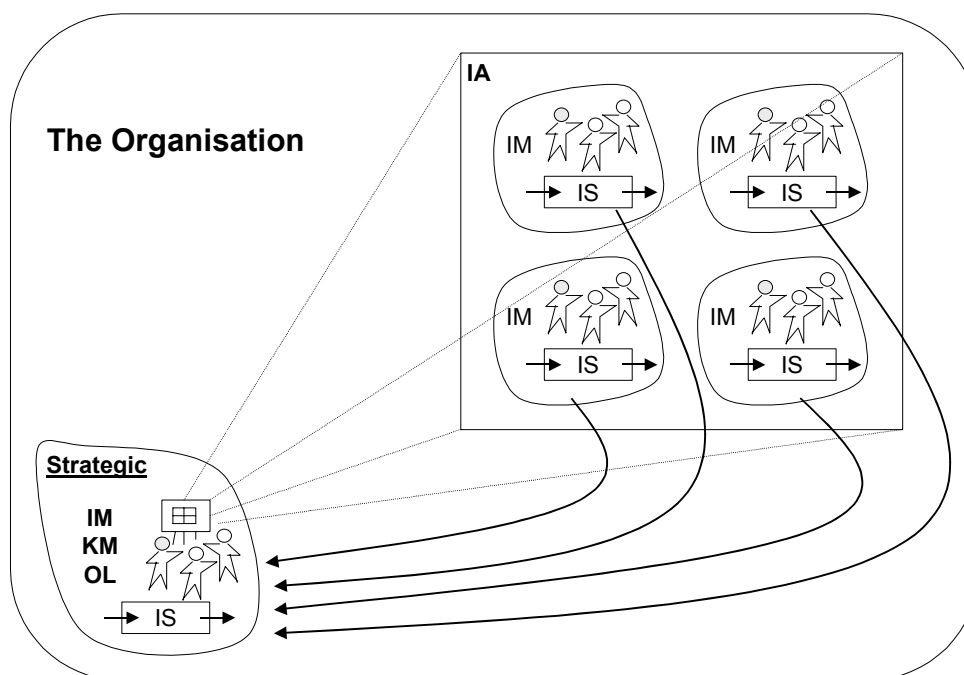 IA
The Organisation
IM
IS
IM
IS
IM
IS
IM
IS
Strategic
IM
KM
OL
IS